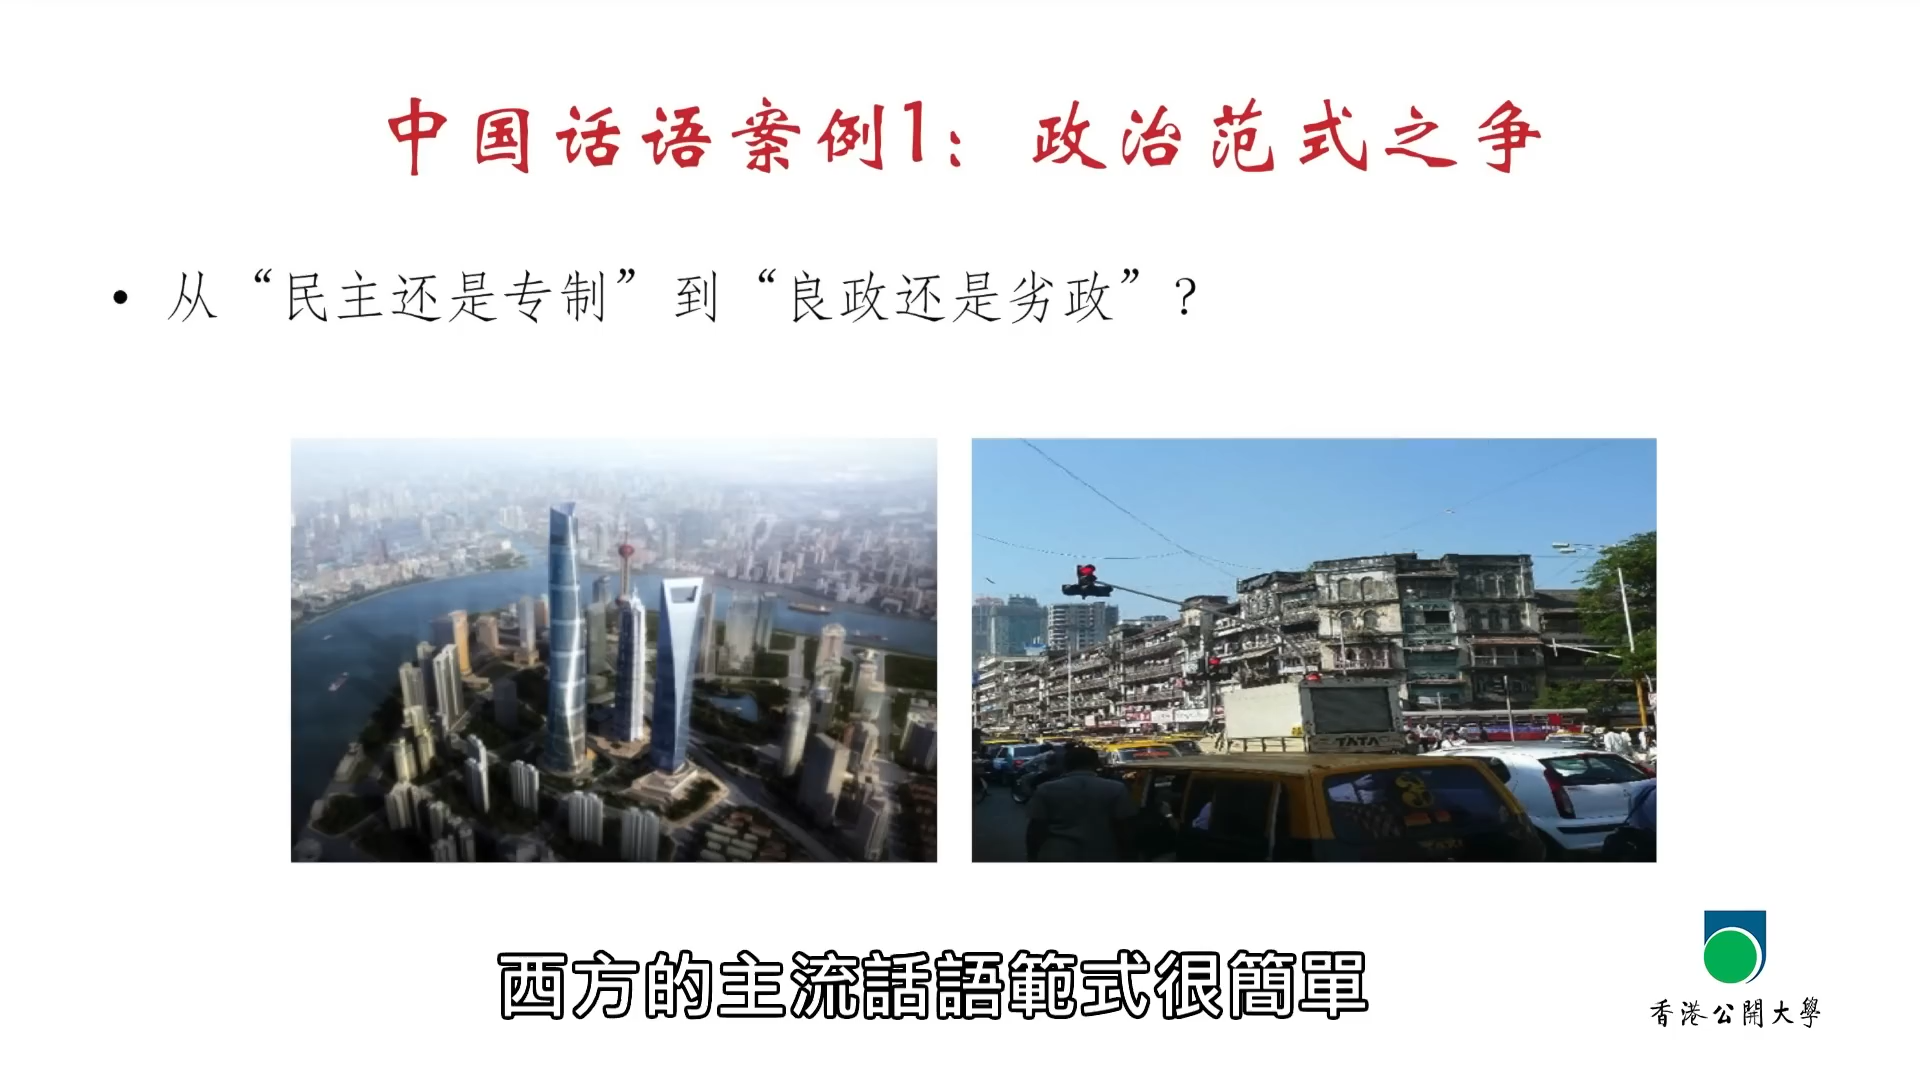 中国话语案例1：政治范式之争
• 从“民主还是专制”到“良政还是劣政”？
TATA
西方的主流話語範式很簡單
香港公開大學